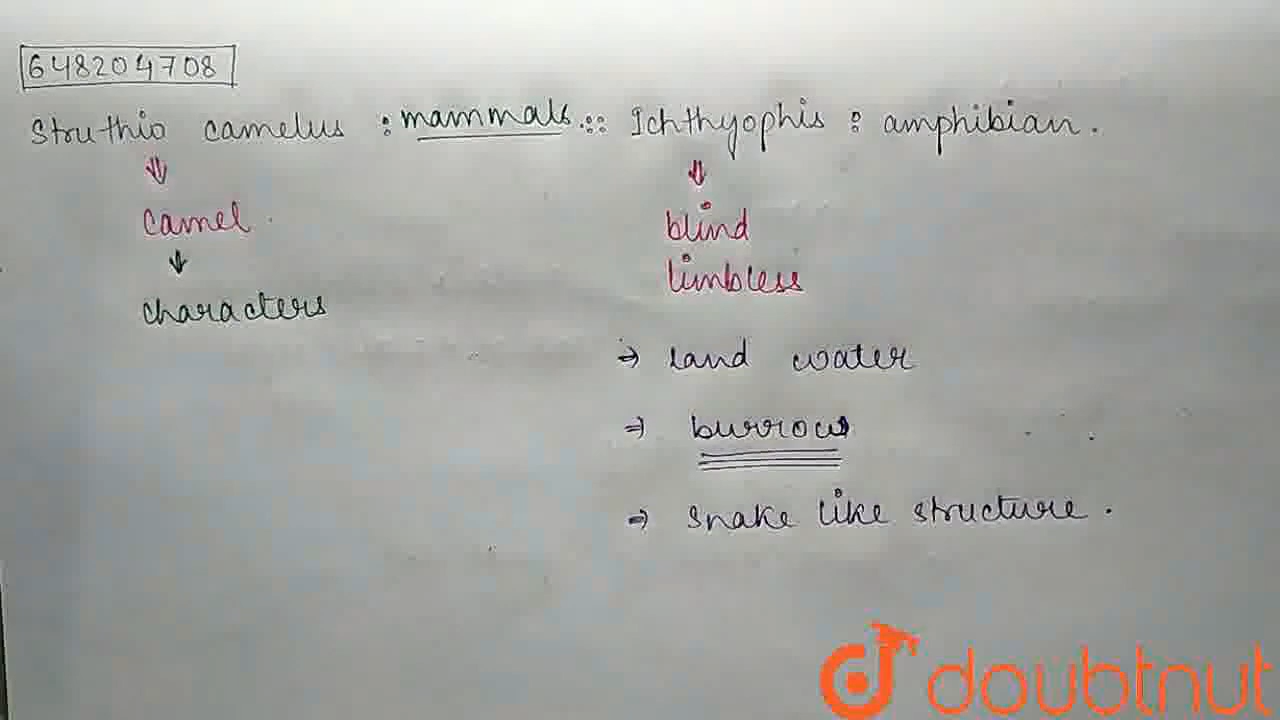 648204708
Struthio camelus : mammals :: Ichthyophis : amphibian.
⇓ ⇓
Camel blind
↓ limbless
characters
⇒ land water
⇒ burrows
⇒ snake like structure.
doubtnut